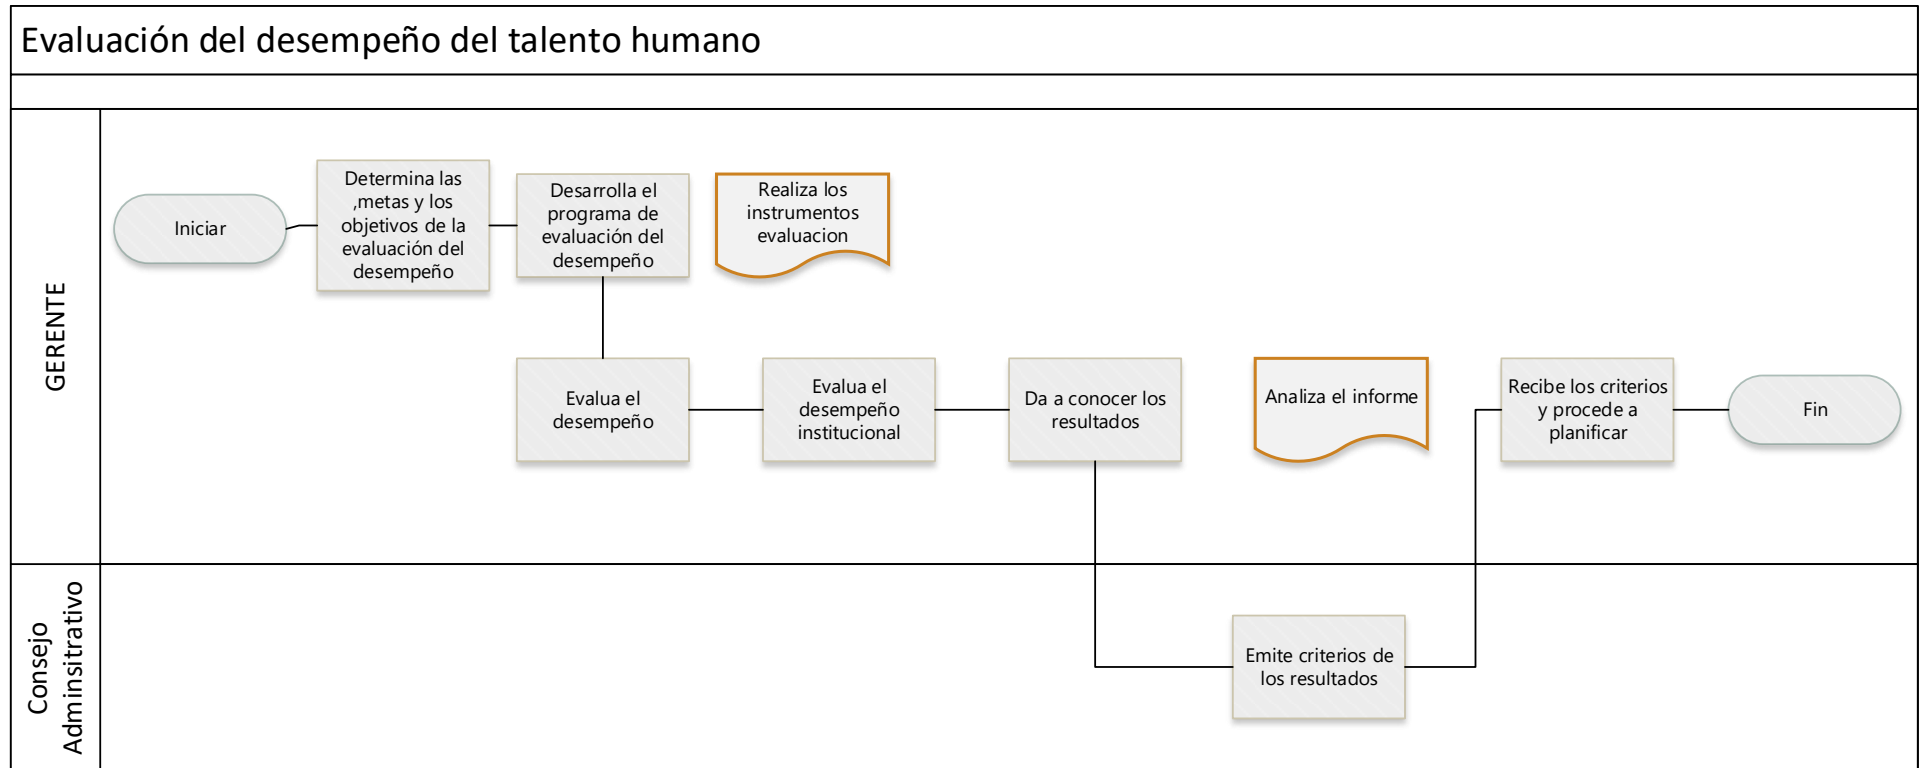 Evaluación del desempeño del talento humano
GERENTE
Iniciar
Determina las
,metas y los
objetivos de la
evaluación del
desempeño
Desarrolla el
programa de
evaluación del
desempeño
Realiza los
instrumentos
evaluacion
Evalua el
desempeño
Evalua el
desempeño
institucional
Da a conocer los
resultados
Analiza el informe
Recibe los criterios
y procede a
planificar
Fin
Consejo
Adminsitrativo
Emite criterios de
los resultados